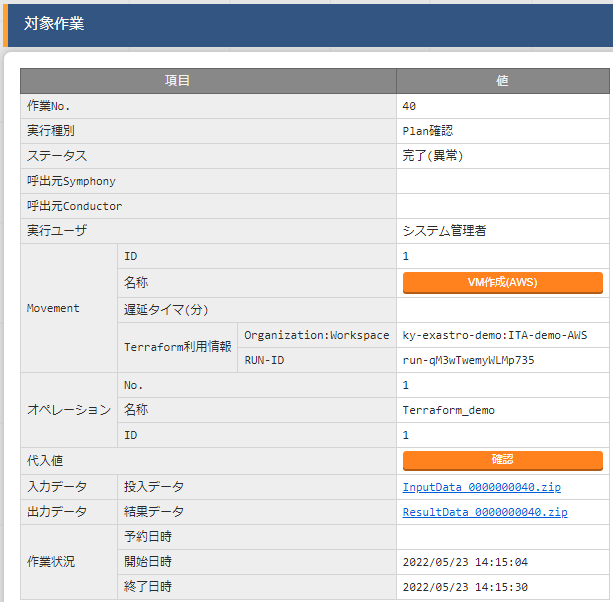 対象作業
項目 値
作業No. 40
実行種別 Plan確認
ステータス 完了(異常)
呼出元Symphony
呼出元Conductor
実行ユーザ システム管理者
Movement
ID 1
名称 VM作成(AWS)
遅延タイマ(分)
Terraform利用情報
Organization:Workspace ky-exastro-demo:ITA-demo-AWS
RUN-ID run-qM3wTwemyWLMp735
オペレーション
No. 1
名称 Terraform_demo
ID 1
代入値 確認
入力データ 投入データ InputData_0000000040.zip
出力データ 結果データ ResultData_0000000040.zip
作業状況
予約日時
開始日時 2022/05/23 14:15:04
終了日時 2022/05/23 14:15:30